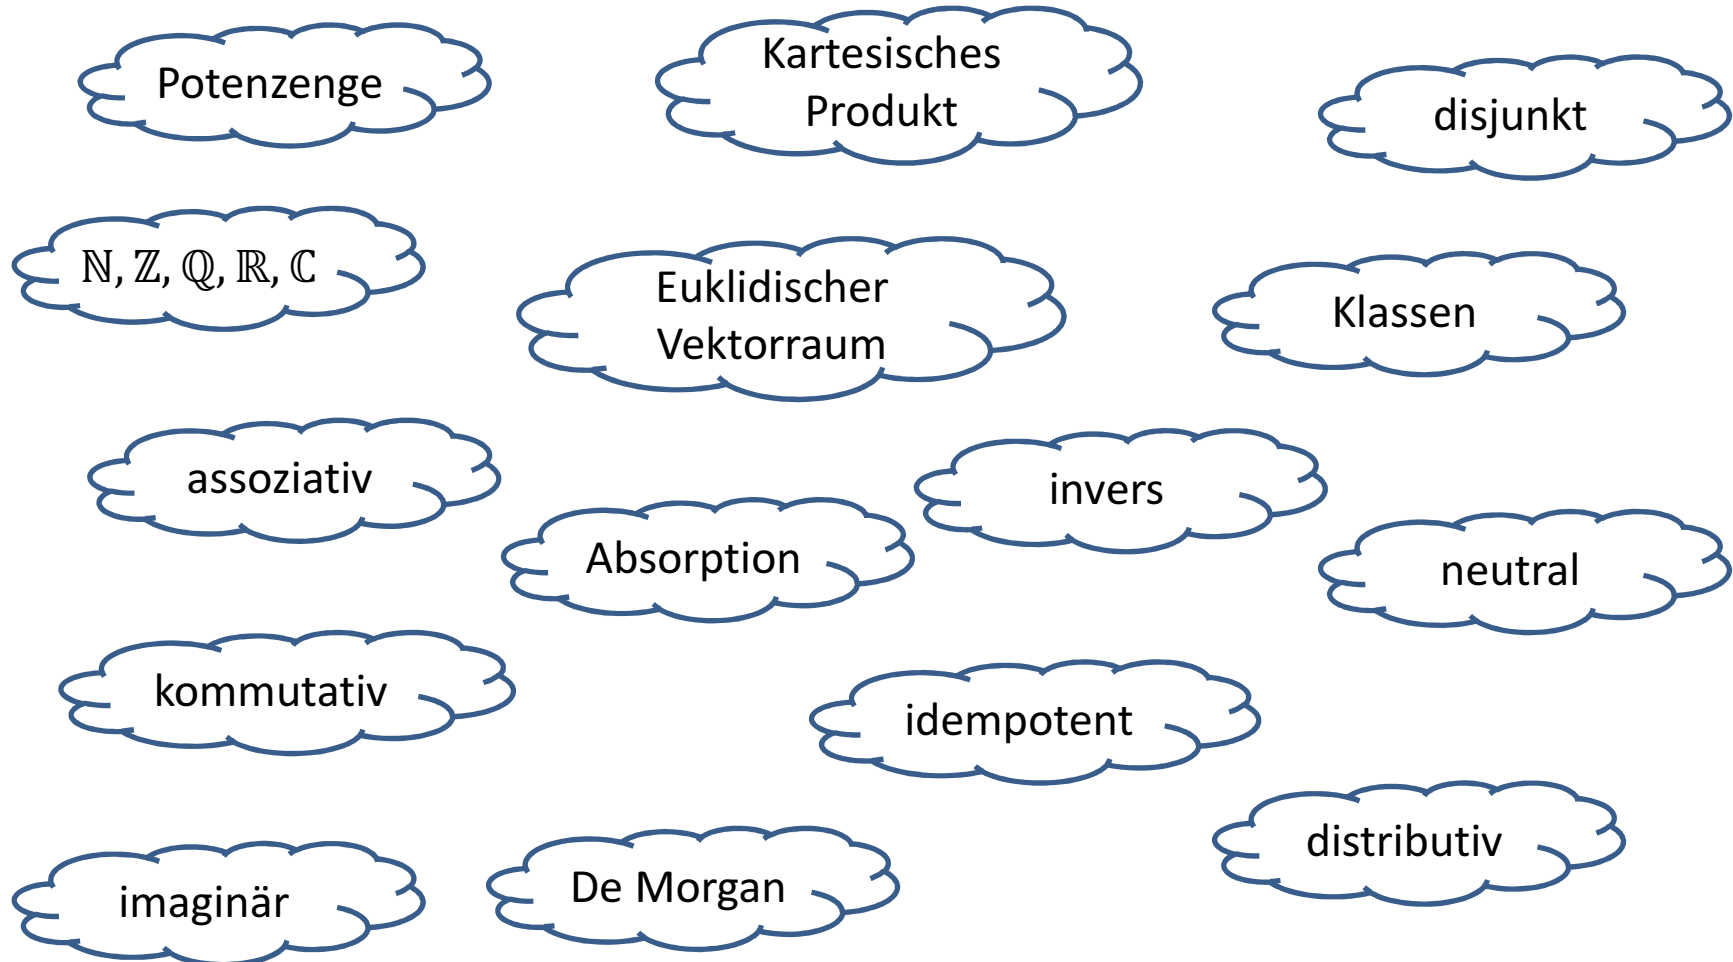 Potenzenge
Kartesisches
Produkt
disjunkt
ℕ, ℤ, ℚ, ℝ, ℂ
Euklidischer
Vektorraum
Klassen
assoziativ
Absorption
invers
neutral
kommutativ
idempotent
distributiv
imaginär
De Morgan